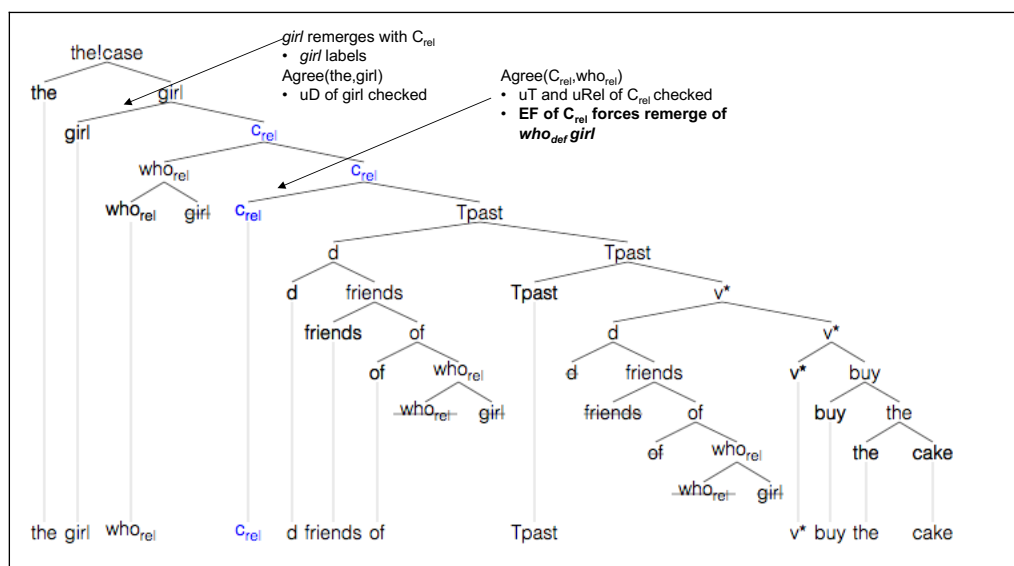 girl remerges with Crel
• girl labels
Agree(the,girl)
• uD of girl checked
Agree(Crel,whorel)
• uT and uRel of Crel checked
• EF of Crel forces remerge of
whodef girl
the!case
the girl
girl crel
whorel crel
whorel girl crel Tpast
d Tpast
d friends Tpast v*
friends of d v*
of whorel d friends v* buy
whorel girl friends of buy the
of whorel the cake
whorel girl
the girl whorel crel d friends of Tpast v* buy the cake